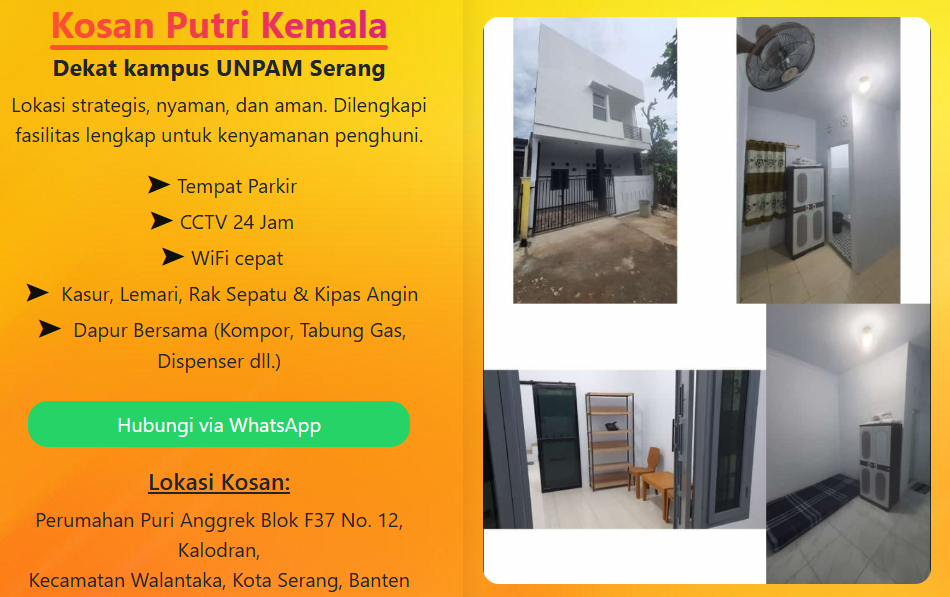 Kosan Putri Kemala
Dekat kampus UNPAM Serang
Lokasi strategis, nyaman, dan aman. Dilengkapi
fasilitas lengkap untuk kenyamanan penghuni.
➤ Tempat Parkir
➤ CCTV 24 Jam
➤ WiFi cepat
➤ Kasur, Lemari, Rak Sepatu & Kipas Angin
➤ Dapur Bersama (Kompor, Tabung Gas,
Dispenser dll.)
Hubungi via WhatsApp
Lokasi Kosan:
Perumahan Puri Anggrek Blok F37 No. 12,
Kalodran,
Kecamatan Walantaka, Kota Serang, Banten